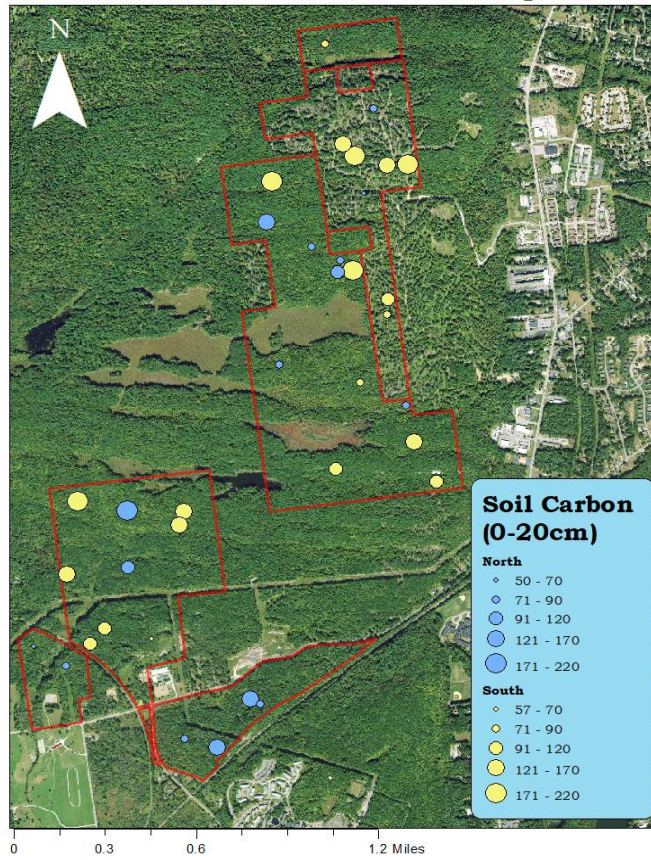 N
Soil Carbon
(0-20cm)
North
50 - 70
71 - 90
91 - 120
121 - 170
171 - 220
South
57 - 70
71 - 90
91 - 120
121 - 170
171 - 220
0 0.3 0.6 1.2 Miles